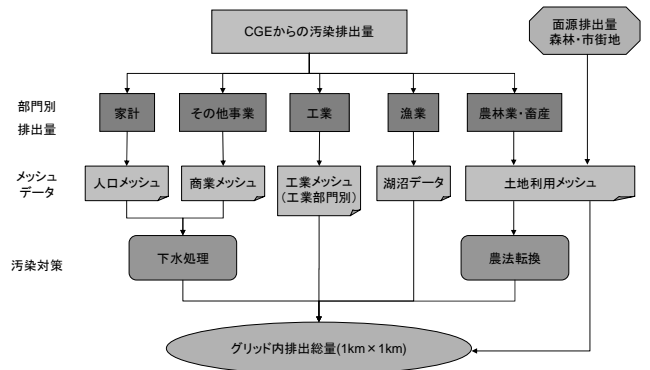 CGEからの汚染排出量
面源排出量
森林・市街地
部門別
排出量
家計
その他事業
工業
漁業
農林業・畜産
メッシュ
データ
人口メッシュ
商業メッシュ
工業メッシュ
(工業部門別)
湖沼データ
土地利用メッシュ
汚染対策
下水処理
農法転換
グリッド内排出総量(1km×1km)